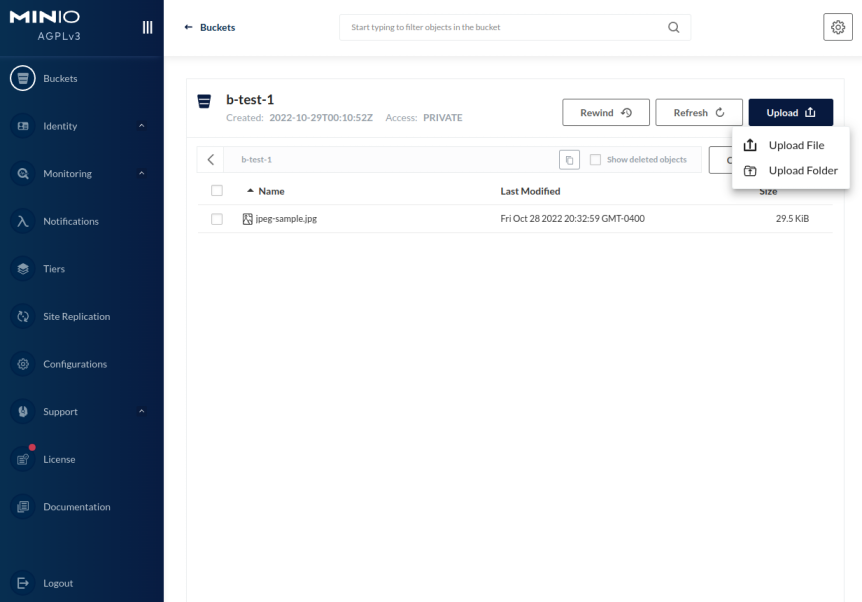 MINIO
AGPLv3
Buckets
Identity
Monitoring
Notifications
Tiers
Site Replication
Configurations
Support
License
Documentation
Logout
← Buckets
Start typing to filter objects in the bucket
b-test-1
Created: 2022-10-29T00:10:52Z Access: PRIVATE
Rewind
Refresh
Upload
Upload File
Upload Folder
b-test-1
Show deleted objects
Name Last Modified Size
jpeg-sample.jpg Fri Oct 28 2022 20:32:59 GMT-0400 29.5 KiB